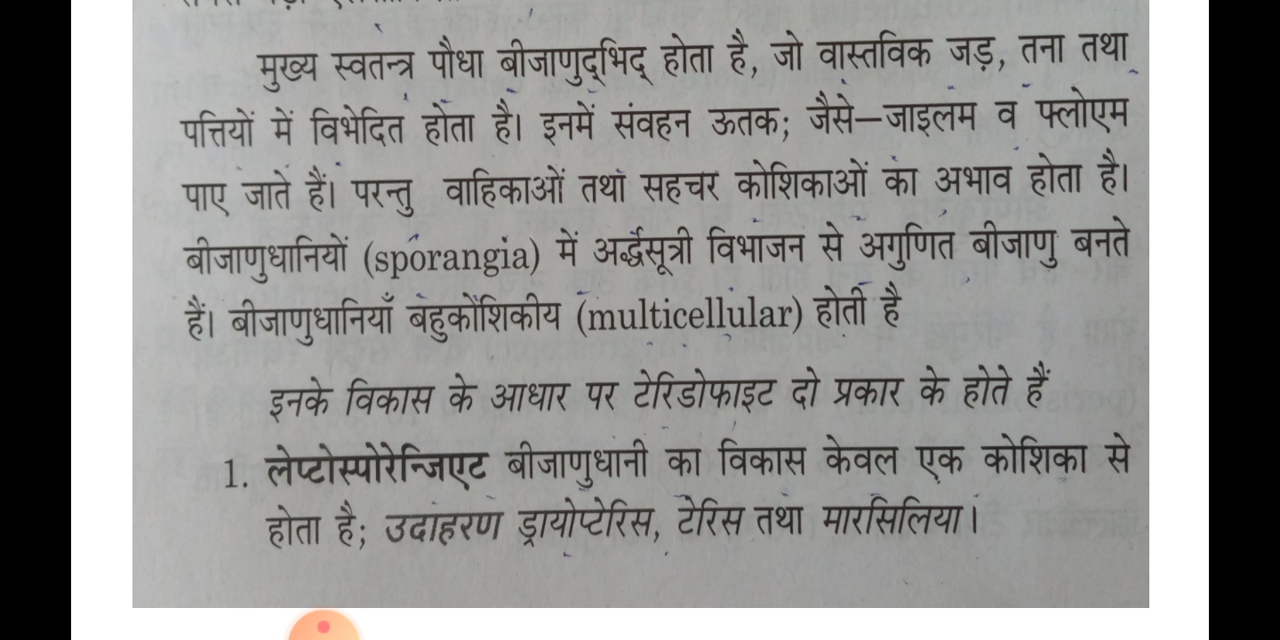 मुख्य स्वतन्त्र पौधा बीजाणुद्‌भिद् होता है, जो वास्तविक जड़, तना तथा
पत्तियों में विभेदित होता है। इनमें संवहन ऊतक; जैसे–जाइलम व फ्लोएम
पाए जाते हैं। परन्तु वाहिकाओं तथा सहचर कोशिकाओं का अभाव होता है।
बीजाणुधानियों (sporangia) में अर्द्धसूत्री विभाजन से अगुणित बीजाणु बनते
हैं। बीजाणुधानियाँ बहुकोशिकीय (multicellular) होती है
इनके विकास के आधार पर टेरिडोफाइट दो प्रकार के होते हैं
1. लेप्टोस्पोरेन्जिएट बीजाणुधानी का विकास केवल एक कोशिका से
होता है; उदाहरण ड्रायोप्टेरिस, टेरिस तथा मारसिलिया।